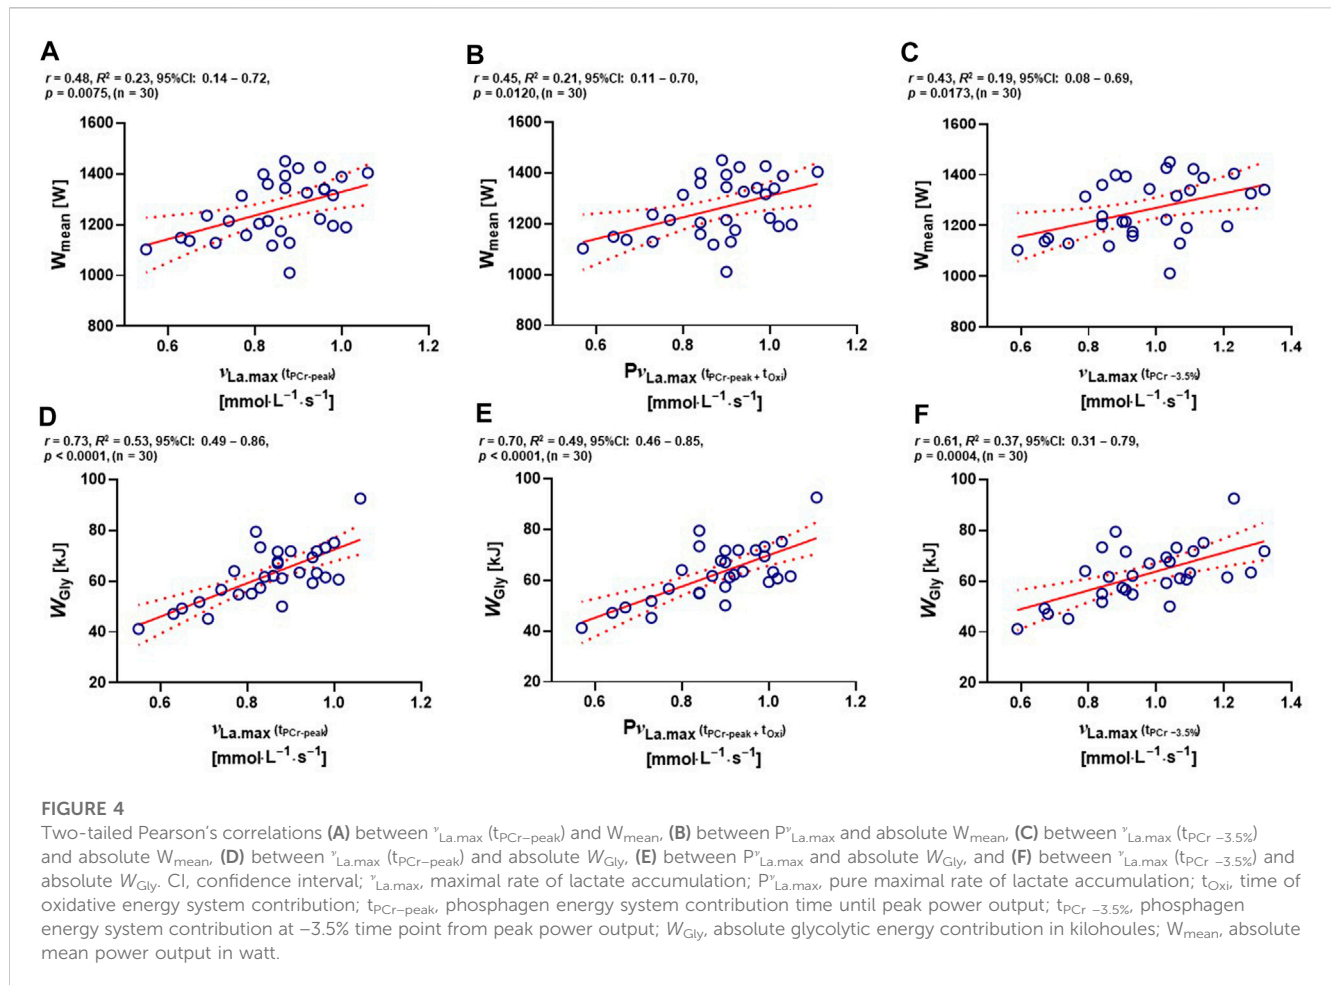 A
r = 0.48, R² = 0.23, 95%CI: 0.14 – 0.72,
p = 0.0075, (n = 30)
1600
1400
1200
1000
800
Wmean [W]
0.6 0.8 1.0 1.2
νLa.max (tPCr-peak)
[mmol·L⁻¹·s⁻¹]
B
r = 0.45, R² = 0.21, 95%CI: 0.11 – 0.70,
p = 0.0120, (n = 30)
1600
1400
1200
1000
800
Wmean [W]
0.6 0.8 1.0 1.2
PνLa.max (tPCr-peak + tOxi)
[mmol·L⁻¹·s⁻¹]
C
r = 0.43, R² = 0.19, 95%CI: 0.08 – 0.69,
p = 0.0173, (n = 30)
1600
1400
1200
1000
800
Wmean [W]
0.6 0.8 1.0 1.2 1.4
νLa.max (tPCr –3.5%)
[mmol·L⁻¹·s⁻¹]
D
r = 0.73, R² = 0.53, 95%CI: 0.49 – 0.86,
p < 0.0001, (n = 30)
100
80
60
40
20
WGly [kJ]
0.6 0.8 1.0 1.2
νLa.max (tPCr-peak)
[mmol·L⁻¹·s⁻¹]
E
r = 0.70, R² = 0.49, 95%CI: 0.46 – 0.85,
p < 0.0001, (n = 30)
100
80
60
40
20
WGly [kJ]
0.6 0.8 1.0 1.2
PνLa.max (tPCr-peak + tOxi)
[mmol·L⁻¹·s⁻¹]
F
r = 0.61, R² = 0.37, 95%CI: 0.31 – 0.79,
p = 0.0004, (n = 30)
100
80
60
40
20
WGly [kJ]
0.6 0.8 1.0 1.2 1.4
νLa.max (tPCr –3.5%)
[mmol·L⁻¹·s⁻¹]
FIGURE 4
Two-tailed Pearson's correlations (A) between νLa.max (tPCr–peak) and Wmean, (B) between PνLa.max and absolute Wmean, (C) between νLa.max (tPCr –3.5%)
and absolute Wmean, (D) between νLa.max (tPCr–peak) and absolute WGly, (E) between PνLa.max and absolute WGly, and (F) between νLa.max (tPCr –3.5%) and
absolute WGly. CI, confidence interval; νLa.max, maximal rate of lactate accumulation; PνLa.max, pure maximal rate of lactate accumulation; tOxi, time of
oxidative energy system contribution; tPCr–peak, phosphagen energy system contribution time until peak power output; tPCr –3.5%, phosphagen
energy system contribution at –3.5% time point from peak power output; WGly, absolute glycolytic energy contribution in kilohoules; Wmean, absolute
mean power output in watt.